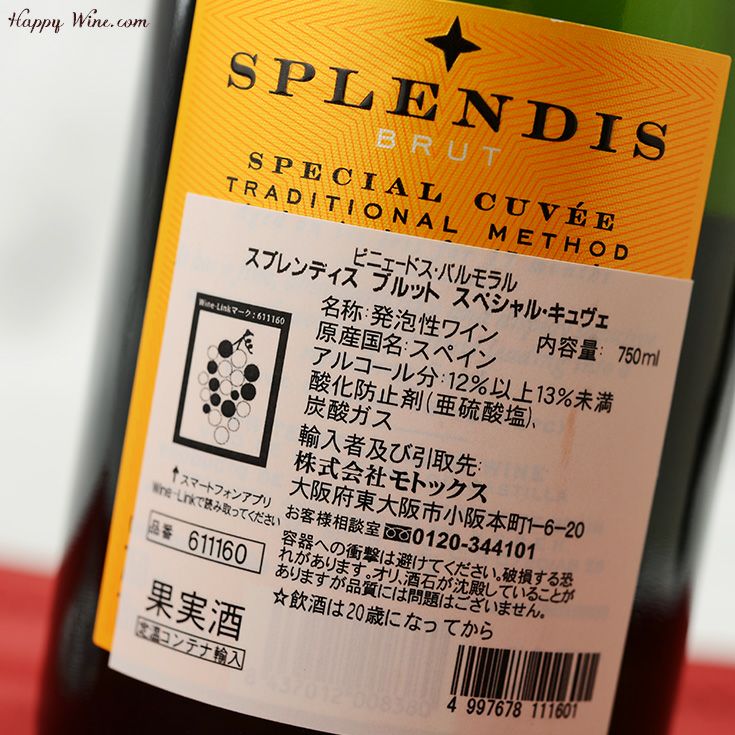 Happy Wine.com
SPLENDIS
BRUT
SPECIAL CUVÉE
TRADITIONAL METHOD
ビニェードス・バルモラル
スプレンディス ブルット スペシャル・キュヴェ
Wine-Linkマーク:611160
名称:発泡性ワイン 内容量: 750ml
原産国名:スペイン
アルコール分:12%以上13%未満
酸化防止剤(亜硫酸塩)、
炭酸ガス
輸入者及び引取先:
株式会社モトックス
大阪府東大阪市小阪本町1-6-20
お客様相談室 0120-344101
↑スマートフォンアプリ
Wine-Linkで読み取ってください
品番 611160
容器への衝撃は避けてください。破損する恐
れがあります。オリ、酒石が沈殿していることが
ありますが品質には問題はございません。
☆飲酒は20歳になってから
果実酒
定温コンテナ輸入
8 437012 008380
4 997678 111601